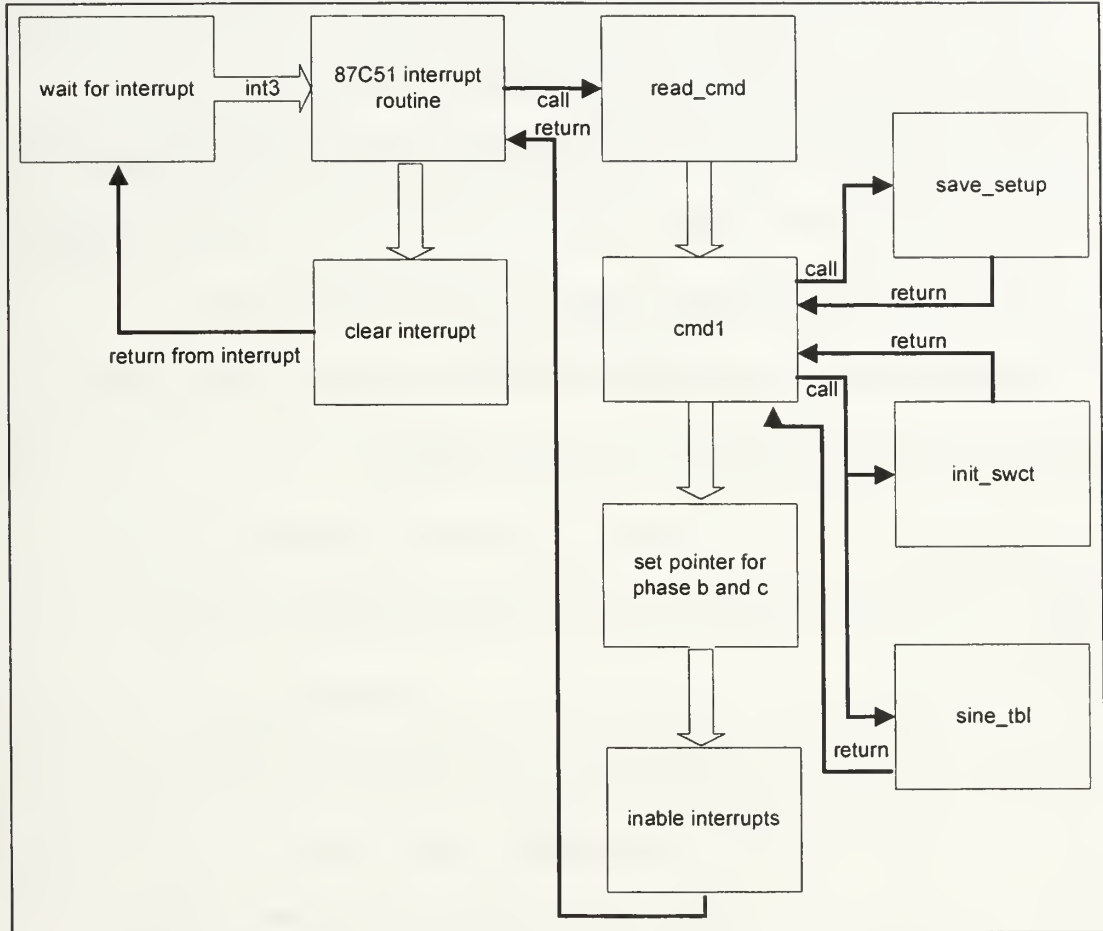 wait for interrupt
int3
87C51 interrupt
routine
call
return
read_cmd
save_setup
call
return
cmd1
return
call
clear interrupt
return from interrupt
init_swct
set pointer for
phase b and c
sine_tbl
return
inable interrupts